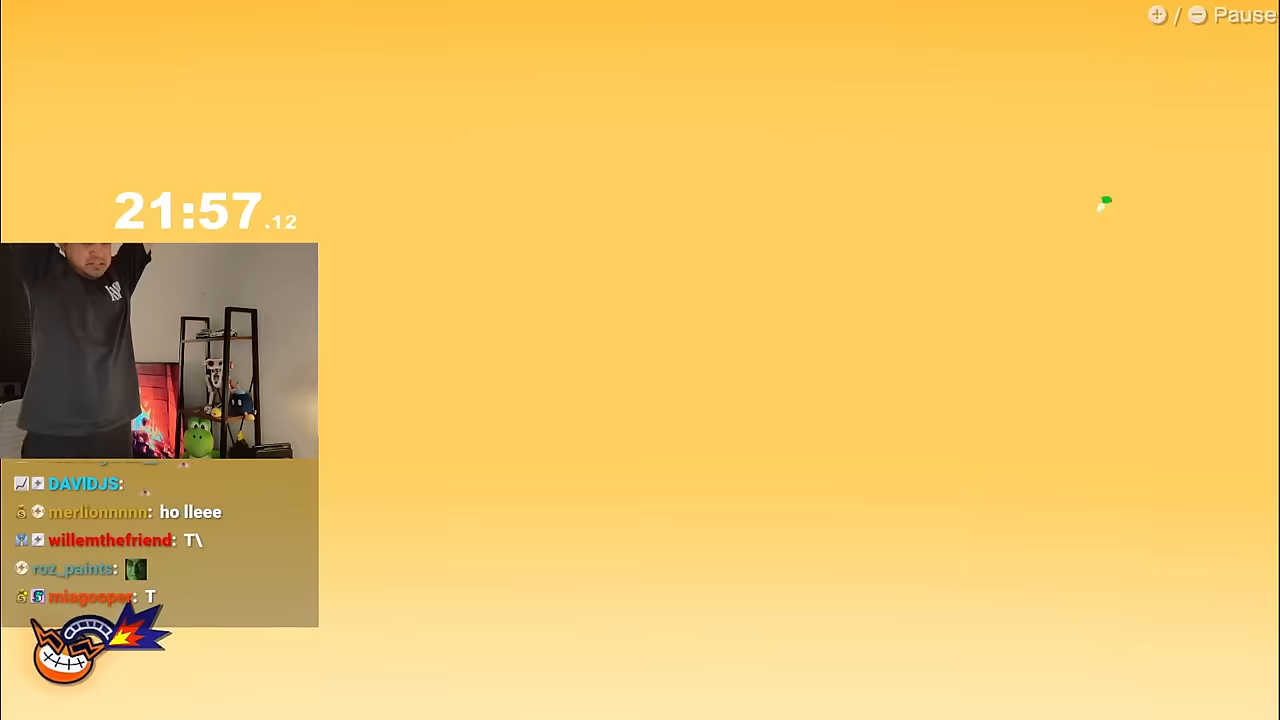 + / - Pause
21:57.12
DAVIDJS:
merlionnnnn: ho lleee
willemthefriend: T\
roz_paints:
miagooper: T